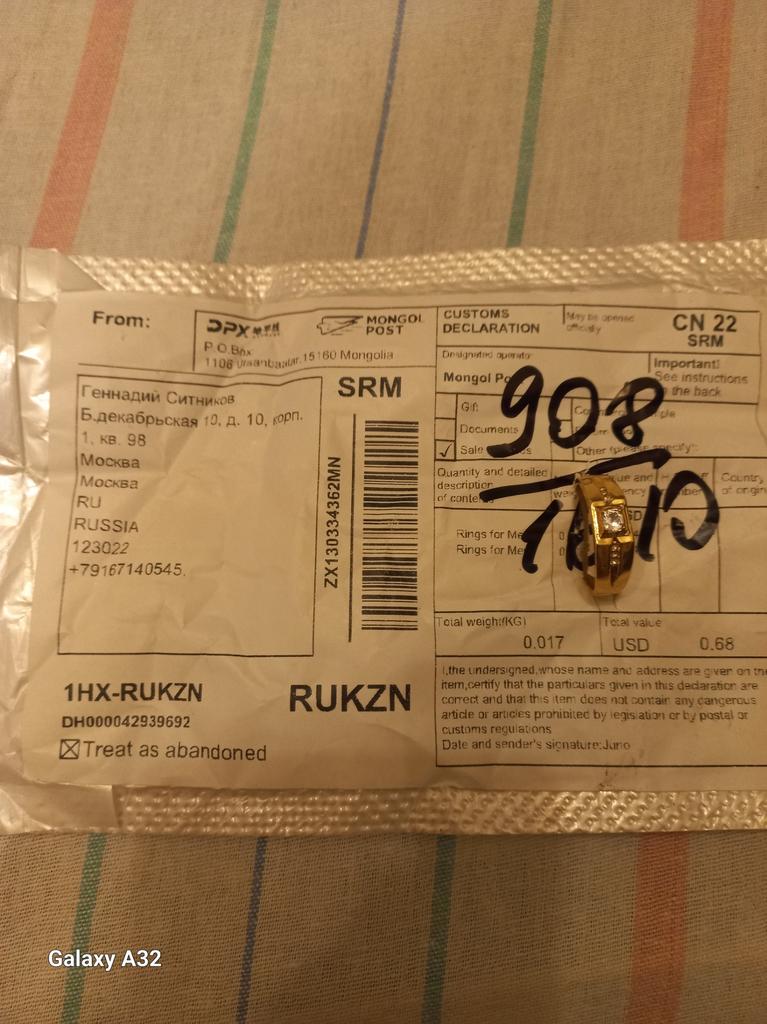 From:
DPX
MONGOL
POST
P.O.Box
1106 Ulaanbaatar, 15160 Mongolia
SRM
Геннадий Ситников
Б.декабрьская 10, д. 10, корп.
1, кв. 98
Москва
Москва
RU
RUSSIA
123022
+79167140545.
ZX130334362MN
1HX-RUKZN
RUKZN
DH000042939692
Treat as abandoned
CUSTOMS
DECLARATION
May be opened
officially
CN 22
SRM
Designated operator
Mongol
Important!
See instructions
the back
Gift
Documents
Sale
Other (please specify):
908
Quantity and detailed
description
of contents
Country
of origin
Rings for Me
Rings for Me
10
Total weight(KG)
Total value
0.017
USD
0.68
I,the undersigned,whose name and address are given on the
item,certify that the particulars given in this declaration are
correct and that this item does not contain any dangerous
article or articles prohibited by legislation or by postal or
customs regulations
Date and sender's signature:Juno
Galaxy A32